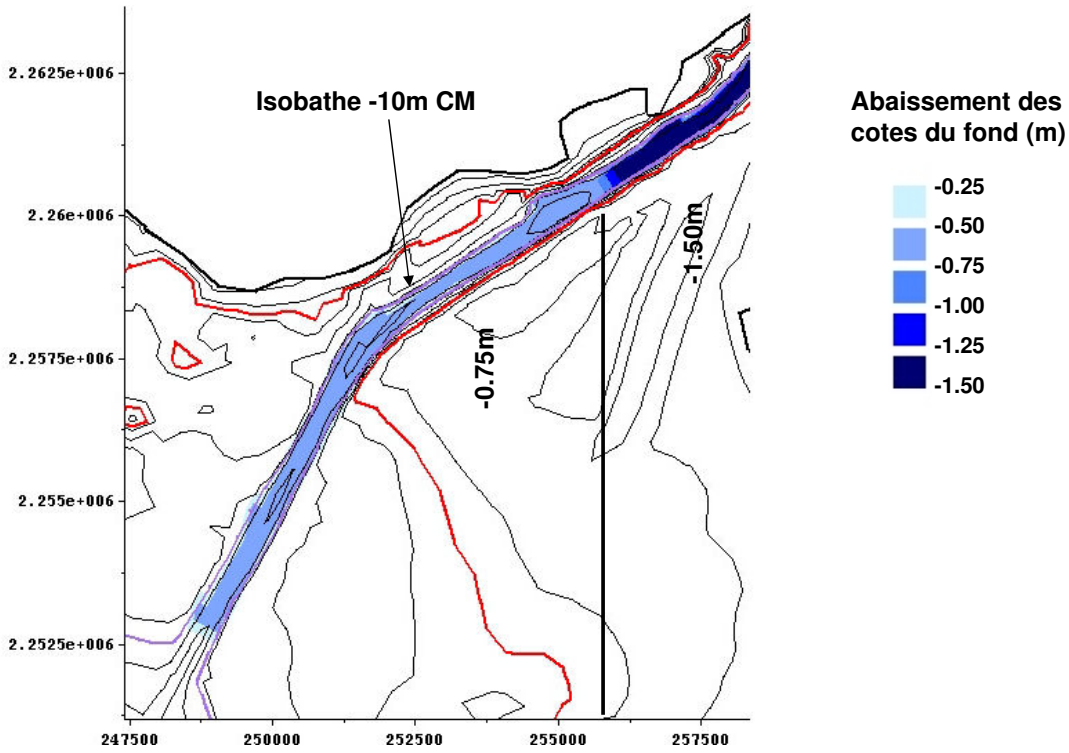 2.2625e+006
2.26e+006
2.2575e+006
2.255e+006
2.2525e+006
247500
250000
252500
255000
257500
Isobathe -10m CM
-0.75m
-1.50m
Abaissement des
cotes du fond (m)
-0.25
-0.50
-0.75
-1.00
-1.25
-1.50